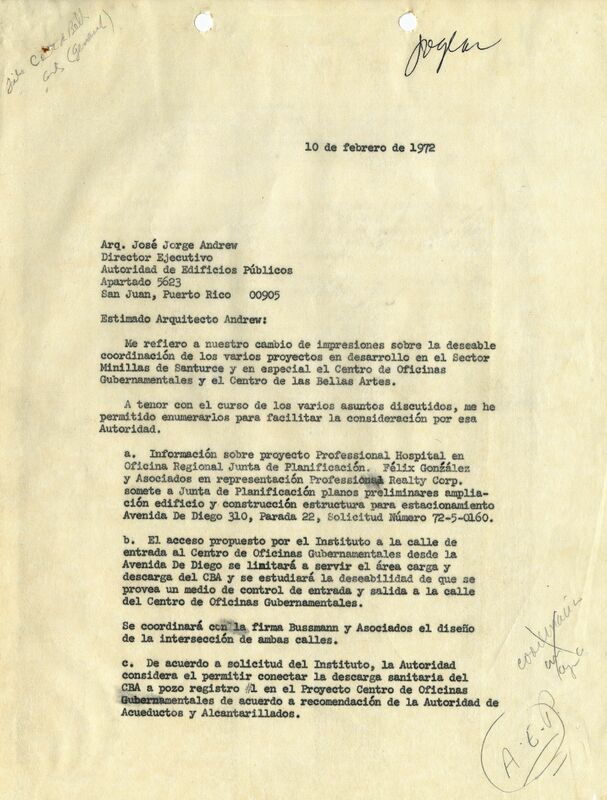 Joglar
10 de febrero de 1972
Arq. José Jorge Andrew
Director Ejecutivo
Autoridad de Edificios Públicos
Apartado 5623
San Juan, Puerto Rico 00905
Estimado Arquitecto Andrew:
Me refiero a nuestro cambio de impresiones sobre la deseable
coordinación de los varios proyectos en desarrollo en el Sector
Minillas de Santurce y en especial el Centro de Oficinas
Gubernamentales y el Centro de las Bellas Artes.
A tenor con el curso de los varios asuntos discutidos, me he
permitido enumerarlos para facilitar la consideración por esa
Autoridad.
a. Información sobre proyecto Professional Hospital en
Oficina Regional Junta de Planificación. Félix González
y Asociados en representación Professional Realty Corp.
somete a Junta de Planificación planos preliminares amplia-
ción edificio y construcción estructura para estacionamiento
Avenida De Diego 310, Parada 22, Solicitud Número 72-5-0160.
b. El acceso propuesto por el Instituto a la calle de
entrada al Centro de Oficinas Gubernamentales desde la
Avenida De Diego se limitará a servir el área carga y
descarga del CBA y se estudiará la deseabilidad de que se
provea un medio de control de entrada y salida a la calle
del Centro de Oficinas Gubernamentales.
Se coordinará con la firma Bussmann y Asociados el diseño
de la intersección de ambas calles.
c. De acuerdo a solicitud del Instituto, la Autoridad
considera el permitir conectar la descarga sanitaria del
CBA a pozo registro #1 en el Proyecto Centro de Oficinas
Gubernamentales de acuerdo a recomendación de la Autoridad de
Acueductos y Alcantarillados.